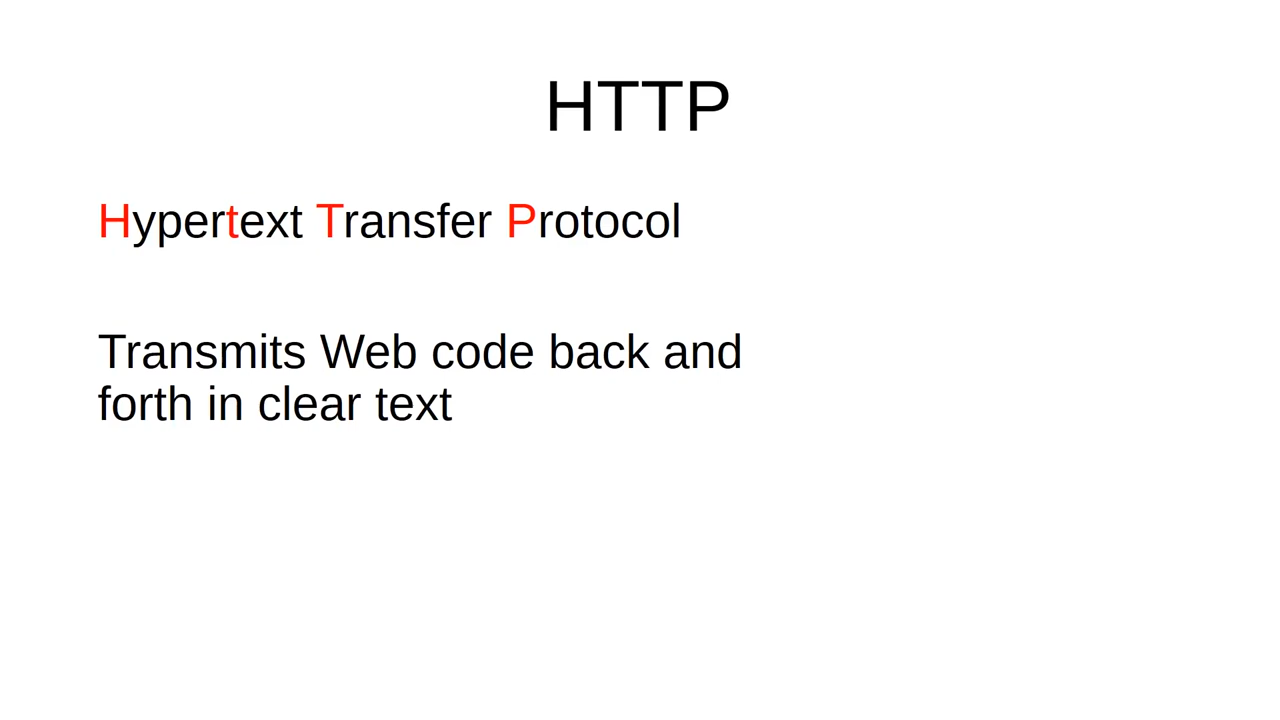 HTTP
Hypertext Transfer Protocol
Transmits Web code back and
forth in clear text